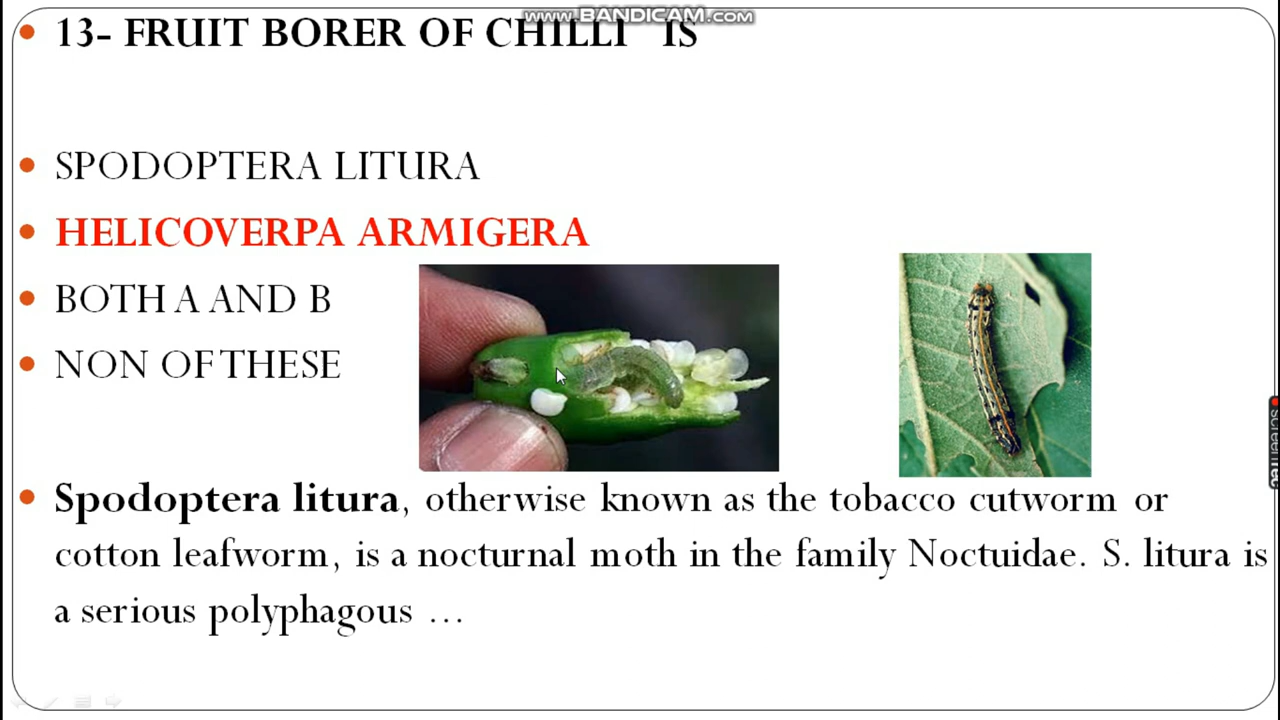 www.BANDICAM.com
13- FRUIT BORER OF CHILLI IS
SPODOPTERA LITURA
HELICOVERPA ARMIGERA
BOTH A AND B
NON OF THESE
Spodoptera litura, otherwise known as the tobacco cutworm or
cotton leafworm, is a nocturnal moth in the family Noctuidae. S. litura is
a serious polyphagous ...